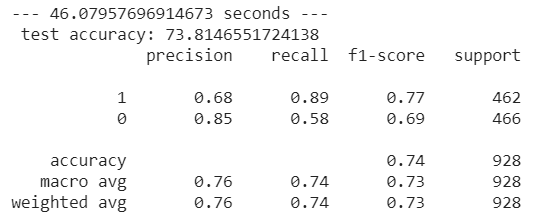 --- 46.07957696914673 seconds ---
test accuracy: 73.8146551724138
precision recall f1-score support
1 0.68 0.89 0.77 462
0 0.85 0.58 0.69 466
accuracy 0.74 928
macro avg 0.76 0.74 0.73 928
weighted avg 0.76 0.74 0.73 928